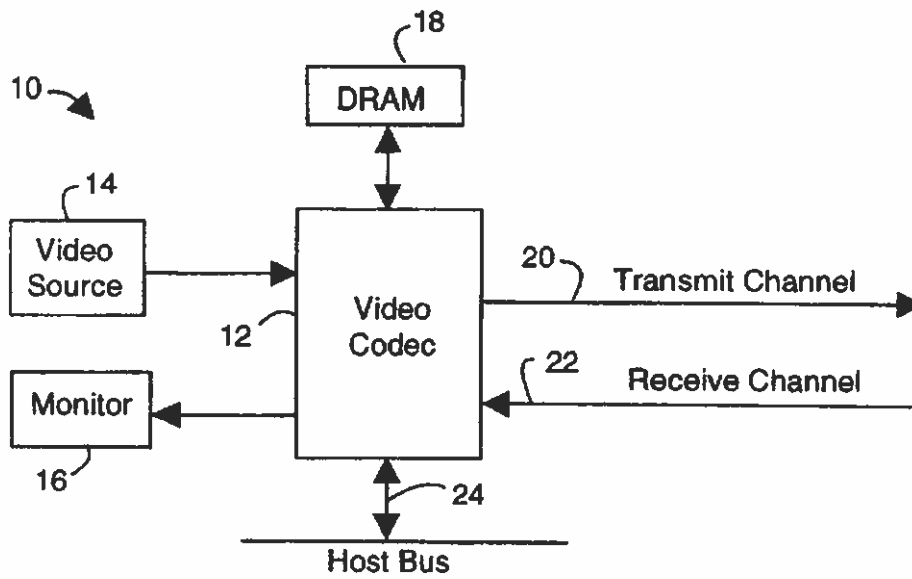 18
10
DRAM
14
Video
Source
20
Transmit Channel
12
Video
Codec
22
Receive Channel
Monitor
16
24
Host Bus